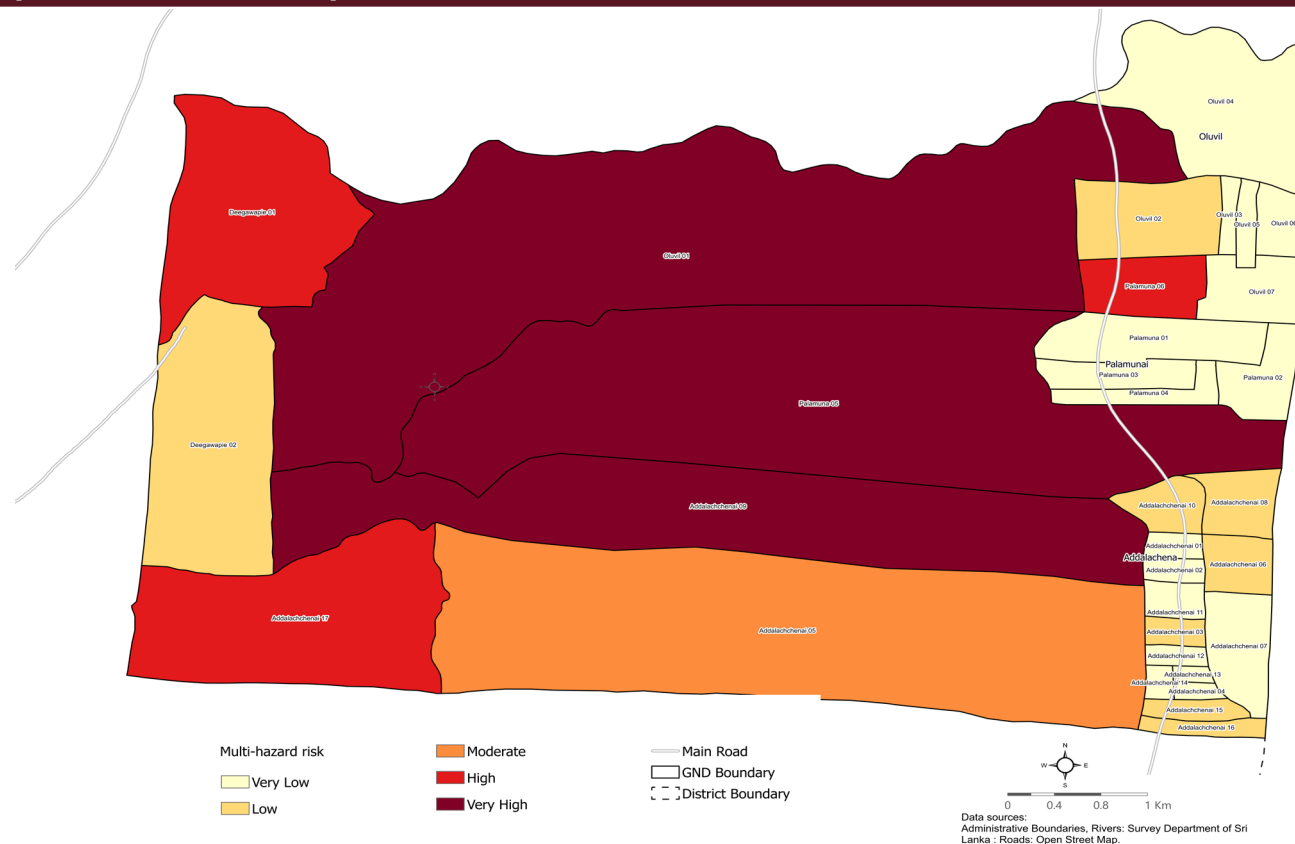 Oluvil 04
Oluvil
Deegawapie 01
Oluvil 02
Oluvil 03
Oluvil 05
Oluvil 01
Palamuna 06
Oluvil 07
Palamuna 01
Palamunai
Palamuna 03
Palamuna 02
Palamuna 04
Palamuna 05
Deegawapie 02
Addalachchenai 10
Addalachchenai 08
Addalachchenai 09
Addalachchenai 01
Addalachena
Addalachchenai 06
Addalachchenai 02
Addalachchenai 11
Addalachchenai 17
Addalachchenai 05
Addalachchenai 03
Addalachchenai 07
Addalachchenai 12
Addalachchenai 13
Addalachchenai 14
Addalachchenai 04
Addalachchenai 15
Addalachchenai 16
Multi-hazard risk
Very Low
Low
Moderate
High
Very High
Main Road
GND Boundary
District Boundary
N
W E
S
0 0.4 0.8 1 Km
Data sources:
Administrative Boundaries, Rivers: Survey Department of Sri
Lanka : Roads: Open Street Map.